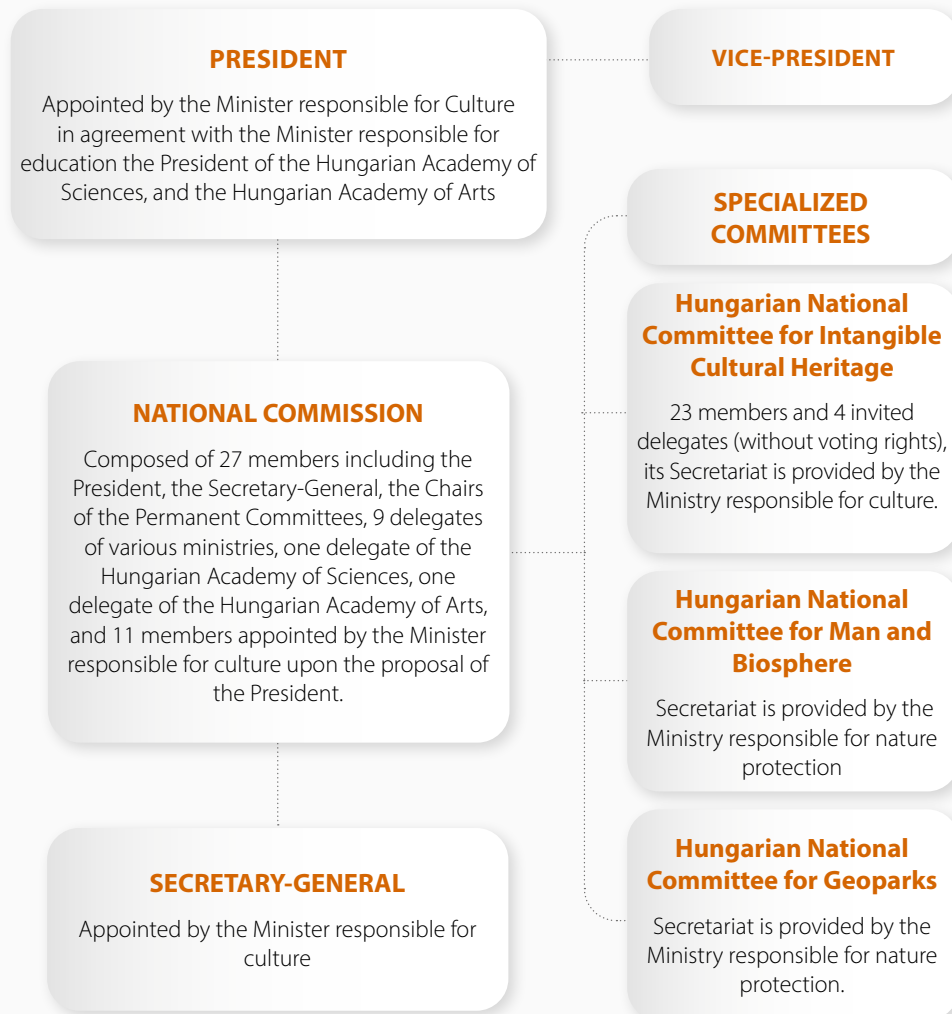 PRESIDENT
Appointed by the Minister responsible for Culture
in agreement with the Minister responsible for
education the President of the Hungarian Academy of
Sciences, and the Hungarian Academy of Arts
VICE-PRESIDENT
NATIONAL COMMISSION
Composed of 27 members including the
President, the Secretary-General, the Chairs
of the Permanent Committees, 9 delegates
of various ministries, one delegate of the
Hungarian Academy of Sciences, one
delegate of the Hungarian Academy of Arts,
and 11 members appointed by the Minister
responsible for culture upon the proposal of
the President.
SECRETARY-GENERAL
Appointed by the Minister responsible for
culture
SPECIALIZED
COMMITTEES
Hungarian National
Committee for Intangible
Cultural Heritage
23 members and 4 invited
delegates (without voting rights),
its Secretariat is provided by the
Ministry responsible for culture.
Hungarian National
Committee for Man and
Biosphere
Secretariat is provided by the
Ministry responsible for nature
protection
Hungarian National
Committee for Geoparks
Secretariat is provided by the
Ministry responsible for nature
protection.